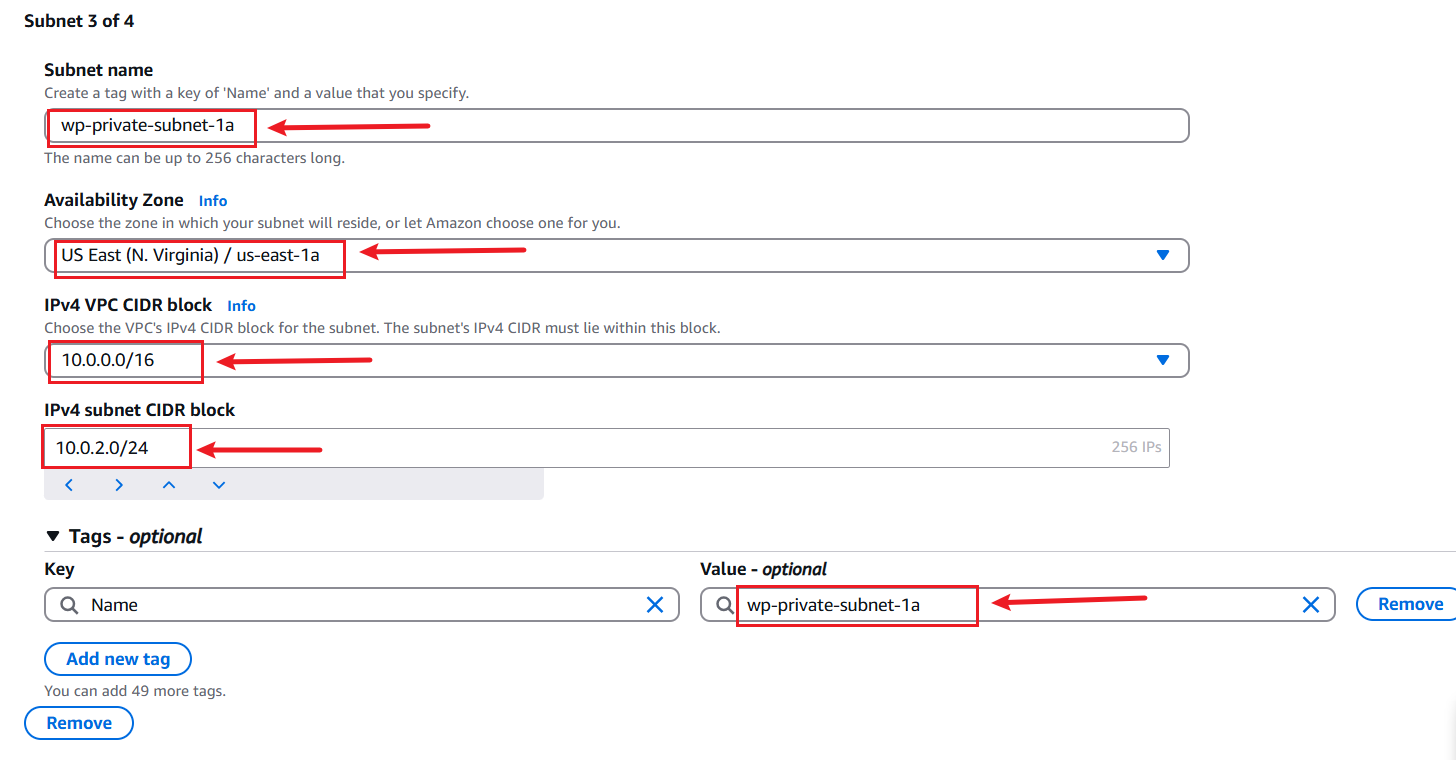 Subnet 3 of 4
Subnet name
Create a tag with a key of 'Name' and a value that you specify.
wp-private-subnet-1a
The name can be up to 256 characters long.
Availability Zone Info
Choose the zone in which your subnet will reside, or let Amazon choose one for you.
US East (N. Virginia) / us-east-1a
IPv4 VPC CIDR block Info
Choose the VPC's IPv4 CIDR block for the subnet. The subnet's IPv4 CIDR must lie within this block.
10.0.0.0/16
IPv4 subnet CIDR block
10.0.2.0/24 256 IPs
Tags - optional
Key Value - optional
Name wp-private-subnet-1a Remove
Add new tag
You can add 49 more tags.
Remove